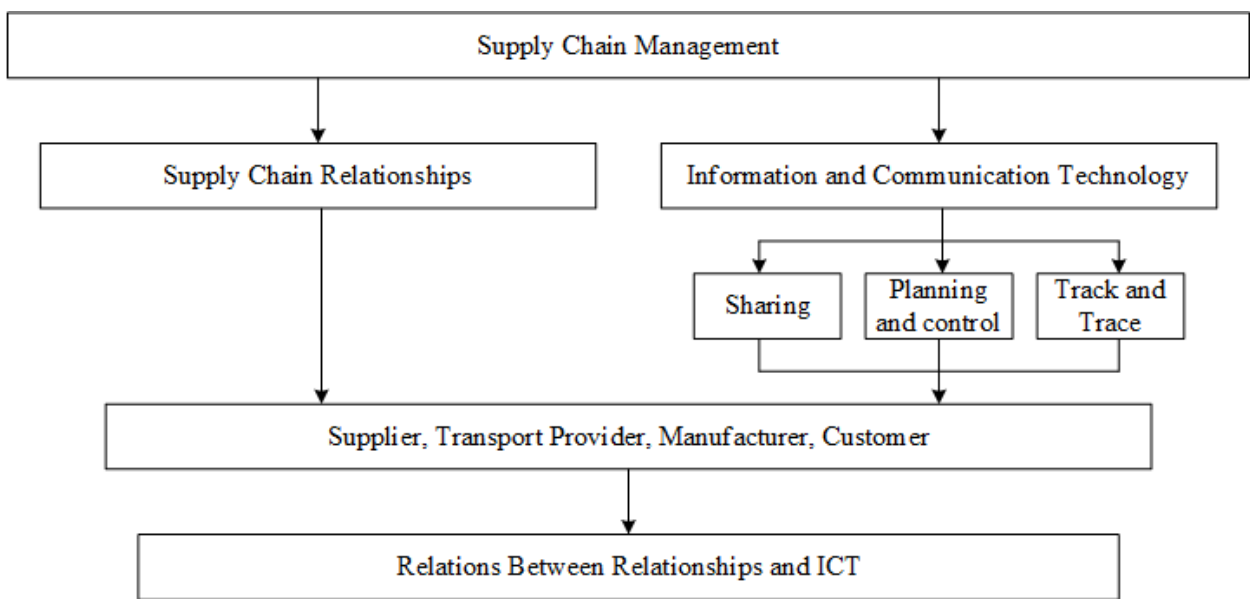 Supply Chain Management
Supply Chain Relationships
Information and Communication Technology
Sharing
Planning
and control
Track and
Trace
Supplier, Transport Provider, Manufacturer, Customer
Relations Between Relationships and ICT